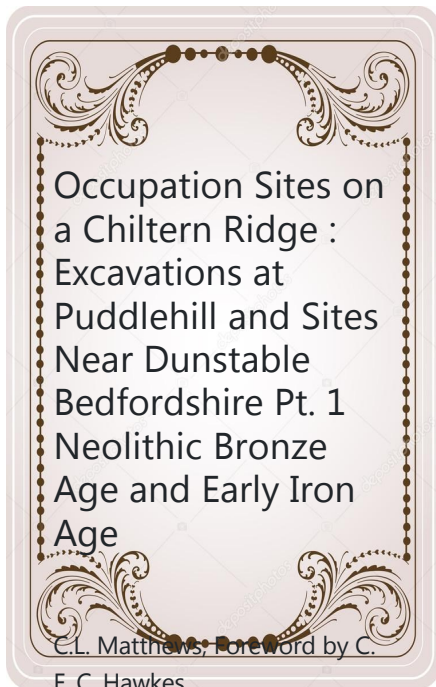 Occupation Sites on
a Chiltern Ridge :
Excavations at
Puddlehill and Sites
Near Dunstable
Bedfordshire Pt. 1
Neolithic Bronze
Age and Early Iron
Age
C.L. Matthews, Foreword by C.
F. C. Hawkes